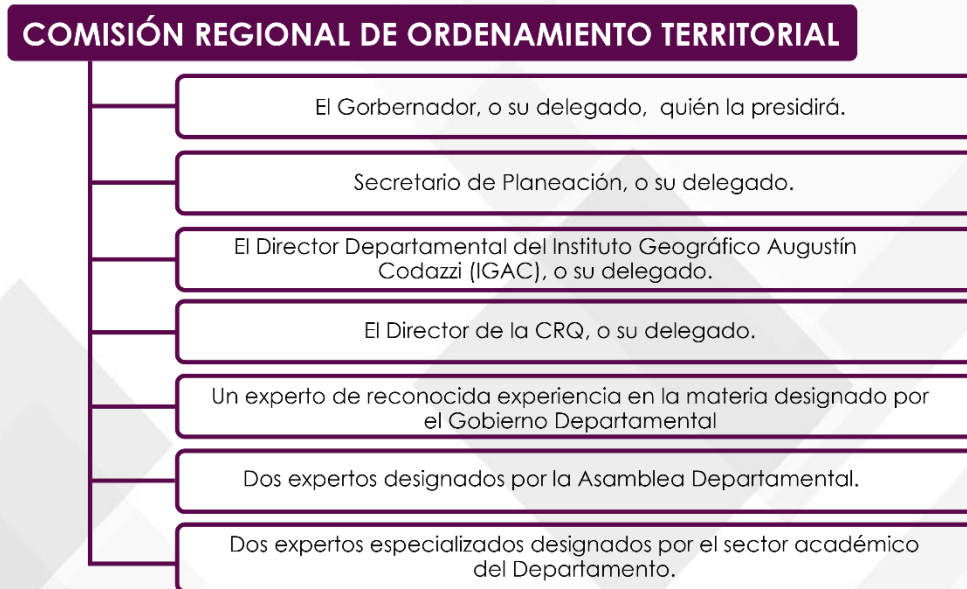 COMISIÓN REGIONAL DE ORDENAMIENTO TERRITORIAL
El Gorbernador, o su delegado, quién la presidirá.
Secretario de Planeación, o su delegado.
El Director Departamental del Instituto Geográfico Augustín
Codazzi (IGAC), o su delegado.
El Director de la CRQ, o su delegado.
Un experto de reconocida experiencia en la materia designado por
el Gobierno Departamental
Dos expertos designados por la Asamblea Departamental.
Dos expertos especializados designados por el sector académico
del Departamento.